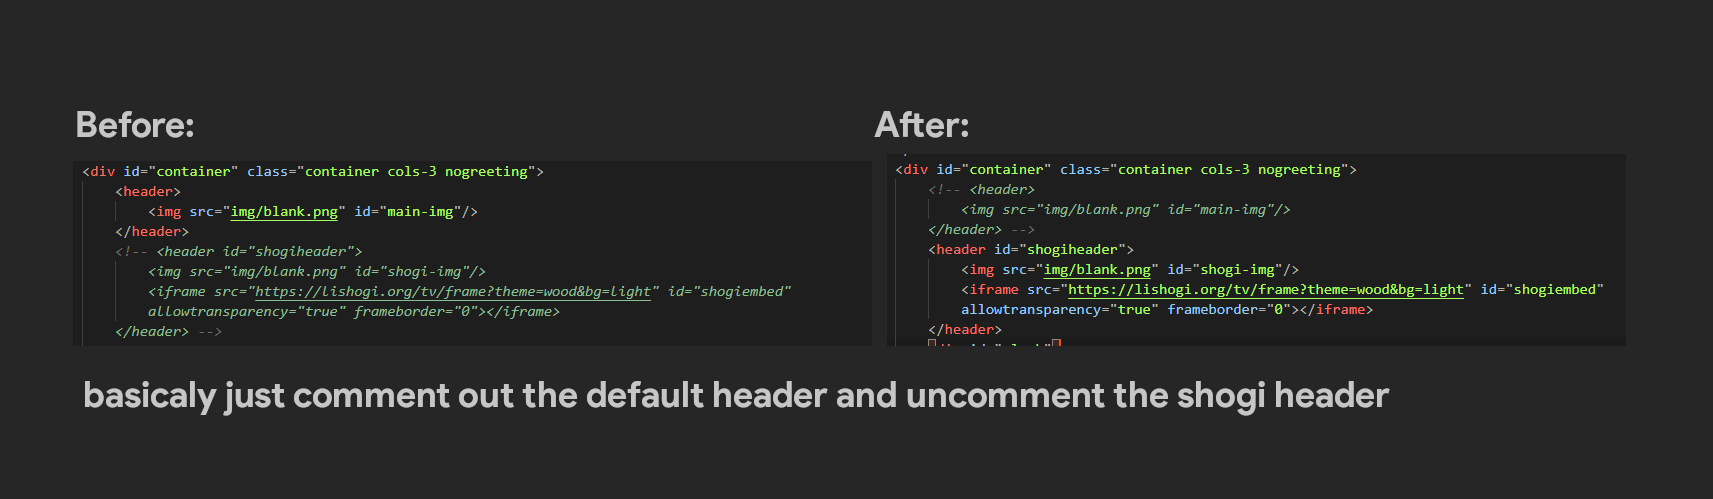 Before:
<div id="container" class="container cols-3 nogreeting">
<header>
<img src="img/blank.png" id="main-img"/>
</header>
<!-- <header id="shogiheader">
<img src="img/blank.png" id="shogi-img"/>
<iframe src="https://lishogi.org/tv/frame?theme=wood&bg=light" id="shogiembed"
allowtransparency="true" frameborder="0"></iframe>
</header> -->
After:
<div id="container" class="container cols-3 nogreeting">
<!-- <header>
<img src="img/blank.png" id="main-img"/>
</header> -->
<header id="shogiheader">
<img src="img/blank.png" id="shogi-img"/>
<iframe src="https://lishogi.org/tv/frame?theme=wood&bg=light" id="shogiembed"
allowtransparency="true" frameborder="0"></iframe>
</header>
basicaly just comment out the default header and uncomment the shogi header